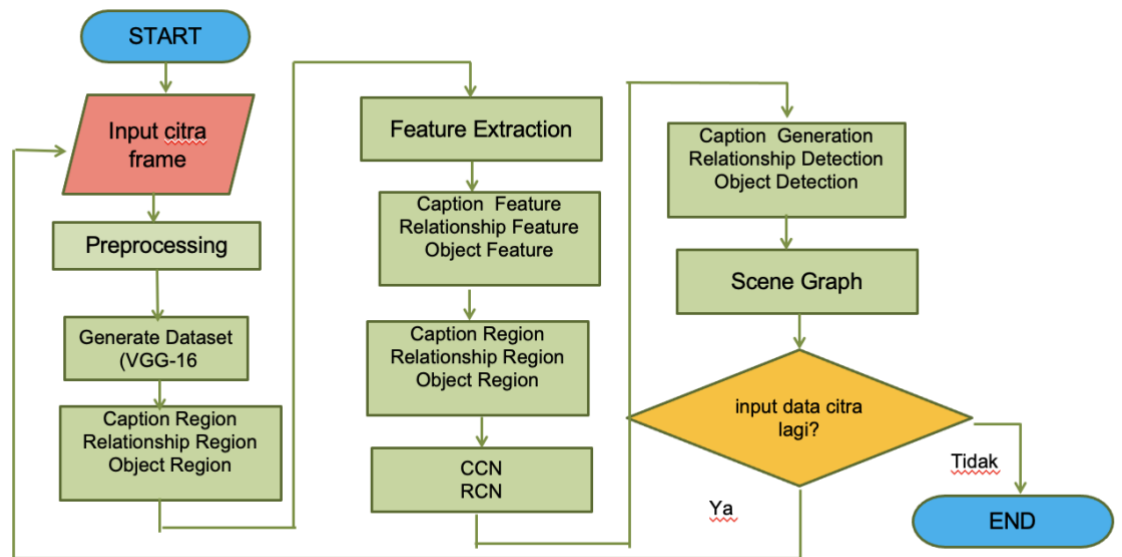 START
Input citra
frame
Preprocessing
Generate Dataset
(VGG-16
Caption Region
Relationship Region
Object Region
Feature Extraction
Caption Feature
Relationship Feature
Object Feature
Caption Region
Relationship Region
Object Region
CCN
RCN
Caption Generation
Relationship Detection
Object Detection
Scene Graph
input data citra
lagi?
Ya
Tidak
END